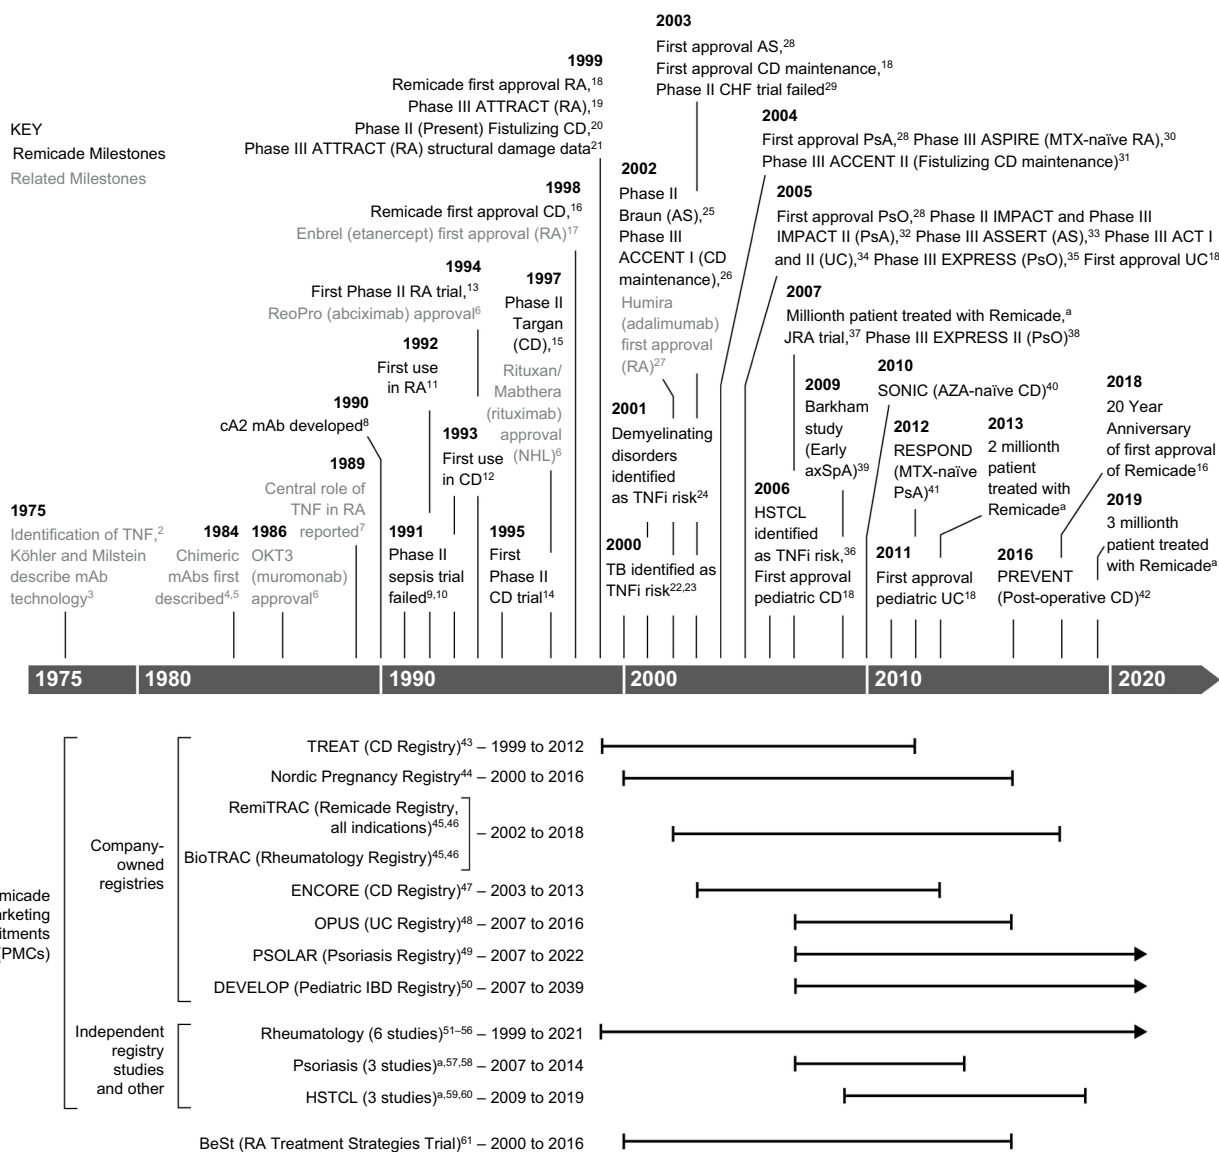 KEY
Remicade Milestones
Related Milestones
1975
Identification of TNF,2
Köhler and Milstein
describe mAb
technology3
1984
Chimeric
mAbs first
described4,5
1986
OKT3
(muromonab)
approval6
1989
Central role of
TNF in RA
reported7
1990
cA2 mAb developed8
1991
Phase II
sepsis trial
failed9,10
1992
First use
in RA11
1993
First use
in CD12
1994
First Phase II RA trial,13
ReoPro (abciximab) approval6
1995
First
Phase II
CD trial14
1997
Phase II
Targan
(CD),15
Rituxan/
Mabthera
(rituximab)
approval
(NHL)6
1998
Remicade first approval CD,16
Enbrel (etanercept) first approval (RA)17
1999
Remicade first approval RA,18
Phase III ATTRACT (RA),19
Phase II (Present) Fistulizing CD,20
Phase III ATTRACT (RA) structural damage data21
2000
TB identified as
TNFi risk22,23
2001
Demyelinating
disorders
identified
as TNFi risk24
2002
Phase II
Braun (AS),25
Phase III
ACCENT I (CD
maintenance),26
Humira
(adalimumab)
first approval
(RA)27
2003
First approval AS,28
First approval CD maintenance,18
Phase II CHF trial failed29
2004
First approval PsA,28 Phase III ASPIRE (MTX-naïve RA),30
Phase III ACCENT II (Fistulizing CD maintenance)31
2005
First approval PsO,28 Phase II IMPACT and Phase III
IMPACT II (PsA),32 Phase III ASSERT (AS),33 Phase III ACT I
and II (UC),34 Phase III EXPRESS (PsO),35 First approval UC18
2006
HSTCL
identified
as TNFi risk,36
First approval
pediatric CD18
2007
Millionth patient treated with Remicade,a
JRA trial,37 Phase III EXPRESS II (PsO)38
2009
Barkham
study
(Early
axSpA)39
2010
SONIC (AZA-naïve CD)40
2011
First approval
pediatric UC18
2012
RESPOND
(MTX-naïve
PsA)41
2013
2 millionth
patient
treated with
Remicadea
2016
PREVENT
(Post-operative CD)42
2018
20 Year
Anniversary
of first approval
of Remicade16
2019
3 millionth
patient treated
with Remicadea
1975 1980 1990 2000 2010 2020
micade
arketing
itments
(PMCs)
Company-
owned
registries
TREAT (CD Registry)43 – 1999 to 2012
Nordic Pregnancy Registry44 – 2000 to 2016
RemiTRAC (Remicade Registry,
all indications)45,46
– 2002 to 2018
BioTRAC (Rheumatology Registry)45,46
ENCORE (CD Registry)47 – 2003 to 2013
OPUS (UC Registry)48 – 2007 to 2016
PSOLAR (Psoriasis Registry)49 – 2007 to 2022
DEVELOP (Pediatric IBD Registry)50 – 2007 to 2039
Independent
registry
studies
and other
Rheumatology (6 studies)51–56 – 1999 to 2021
Psoriasis (3 studies)a,57,58 – 2007 to 2014
HSTCL (3 studies)a,59,60 – 2009 to 2019
BeSt (RA Treatment Strategies Trial)61 – 2000 to 2016